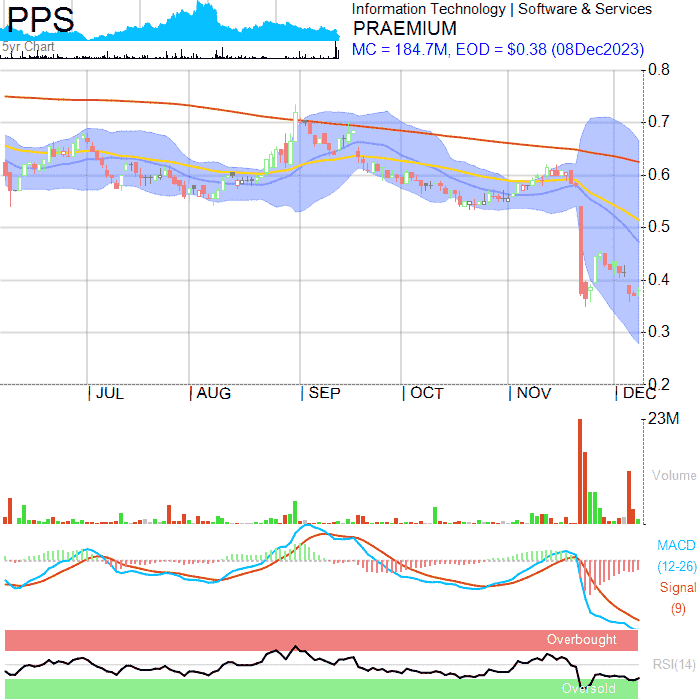 PPS
5yr Chart
Information Technology | Software & Services
PRAEMIUM
MC = 184.7M, EOD = $0.38 (08Dec2023)
0.8
0.7
0.6
0.5
0.4
0.3
0.2
JUL AUG SEP OCT NOV DEC
23M
Volume
MACD
(12-26)
Signal
(9)
Overbought
RSI(14)
Oversold